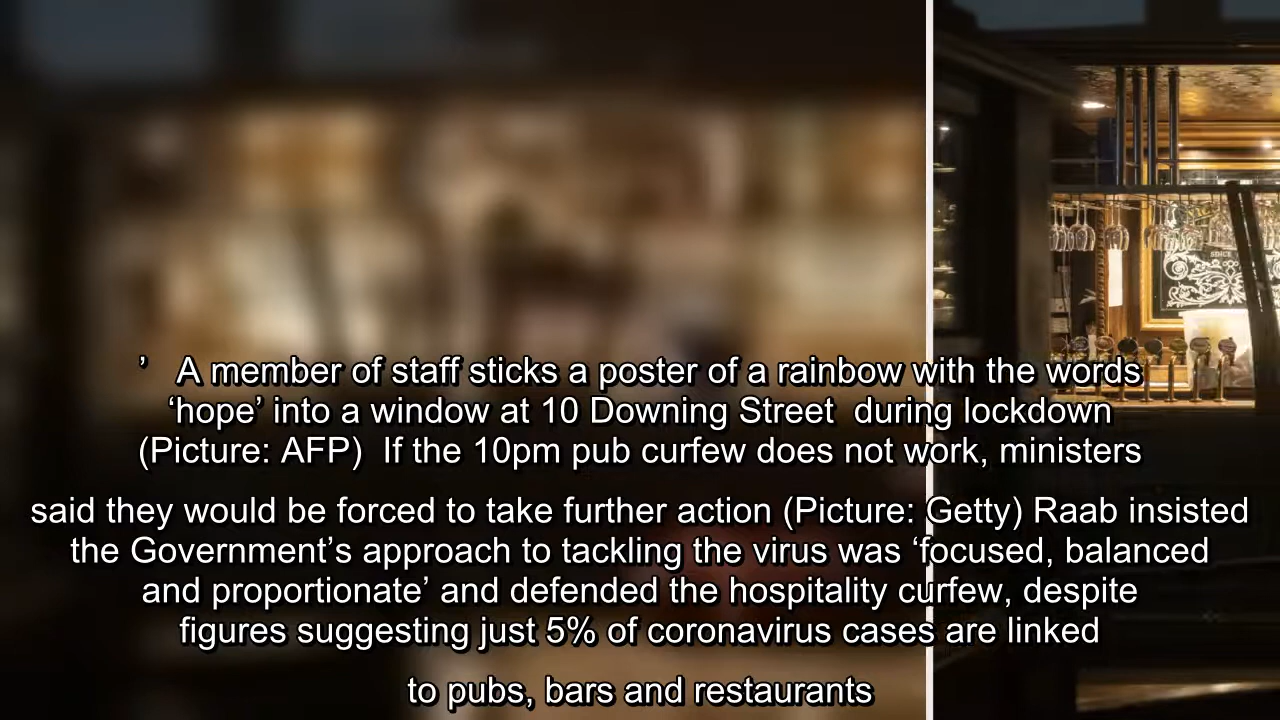 ’ A member of staff sticks a poster of a rainbow with the words
‘hope’ into a window at 10 Downing Street during lockdown
(Picture: AFP) If the 10pm pub curfew does not work, ministers
said they would be forced to take further action (Picture: Getty) Raab insisted
the Government’s approach to tackling the virus was ‘focused, balanced
and proportionate’ and defended the hospitality curfew, despite
figures suggesting just 5% of coronavirus cases are linked
to pubs, bars and restaurants